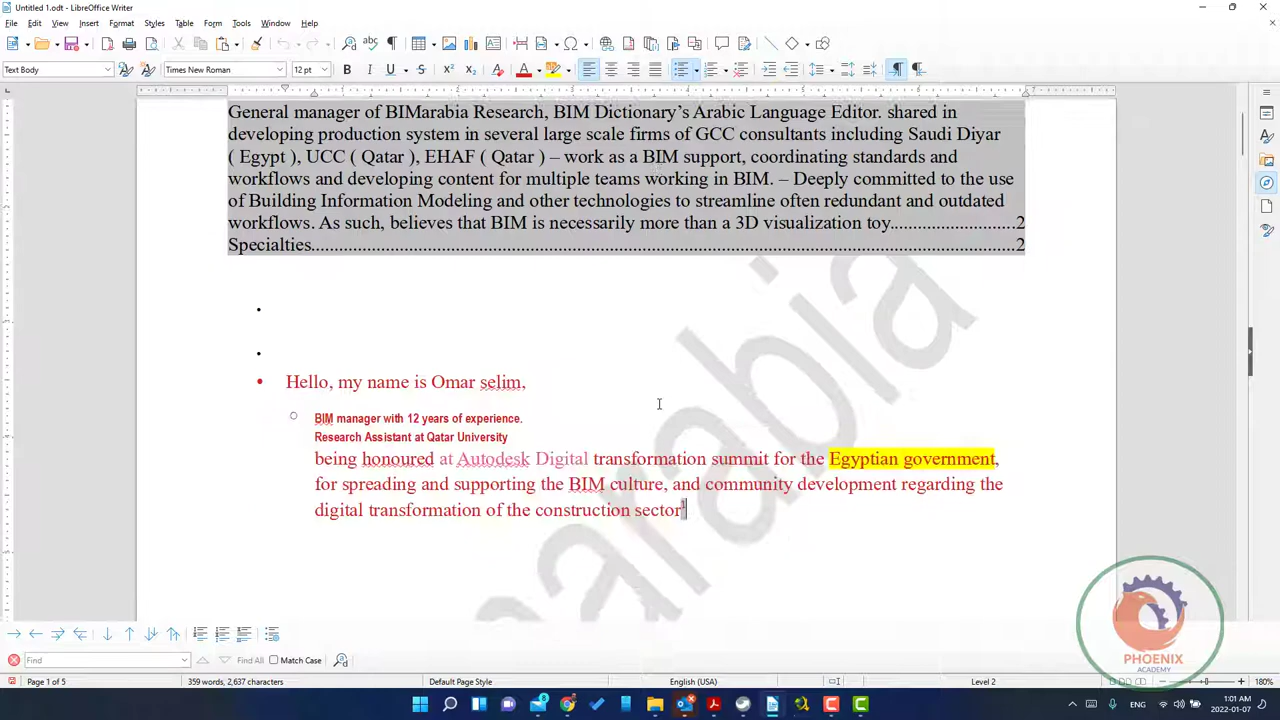 Untitled 1.odt - LibreOffice Writer
File Edit View Insert Format Styles Table Form Tools Window Help
Text Body Times New Roman 12 pt
General manager of BIMarabia Research, BIM Dictionary's Arabic Language Editor. shared in
developing production system in several large scale firms of GCC consultants including Saudi Diyar
( Egypt ), UCC ( Qatar ), EHAF ( Qatar ) – work as a BIM support, coordinating standards and
workflows and developing content for multiple teams working in BIM. – Deeply committed to the use
of Building Information Modeling and other technologies to streamline often redundant and outdated
workflows. As such, believes that BIM is necessarily more than a 3D visualization toy..........................2
Specialties.......................................................................................................................................2
Hello, my name is Omar selim,
BIM manager with 12 years of experience.
Research Assistant at Qatar University
being honoured at Autodesk Digital transformation summit for the Egyptian government,
for spreading and supporting the BIM culture, and community development regarding the
digital transformation of the construction sector1
arabia
PHOENIX
ACADEMY
Find Find All Match Case
Page 1 of 5 359 words, 2,637 characters Default Page Style English (USA) Level 2 180%
1:01 AM
2022-01-07